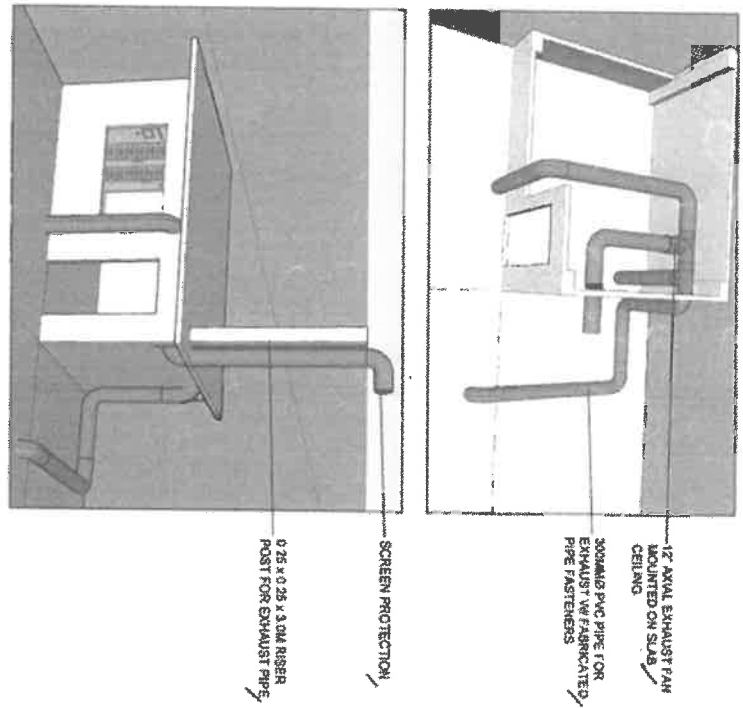 12" AXIAL EXHAUST FAN
MOUNTED ON SLAB
CEILING
300MMØ PVC PIPE FOR
EXHAUST W/ FABRICATED
PIPE FASTENERS
SCREEN PROTECTION
0.25 x 0.25 x 3.0M RISER
POST FOR EXHAUST PIPE